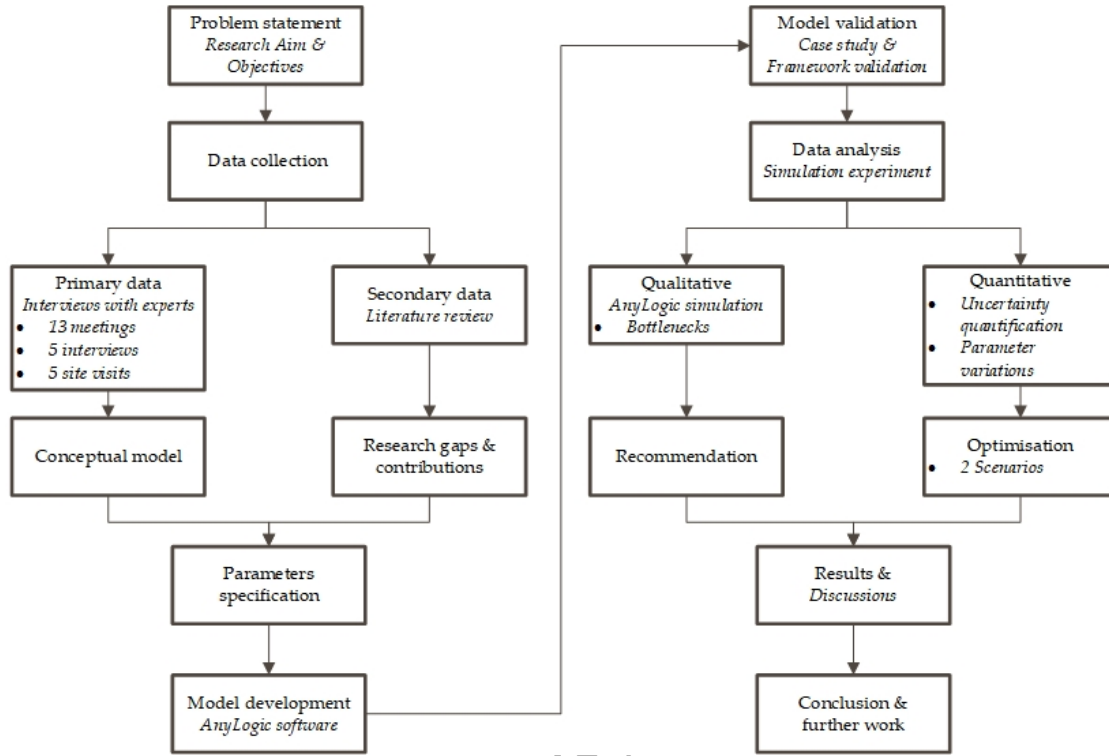 Problem statement
Research Aim &
Objectives
Data collection
Primary data
Interviews with experts
• 13 meetings
• 5 interviews
• 5 site visits
Secondary data
Literature review
Conceptual model
Research gaps &
contributions
Parameters
specification
Model development
AnyLogic software
Model validation
Case study &
Framework validation
Data analysis
Simulation experiment
Qualitative
AnyLogic simulation
• Bottlenecks
Quantitative
• Uncertainty
quantification
• Parameter
variations
Recommendation
Optimisation
• 2 Scenarios
Results &
Discussions
Conclusion &
further work